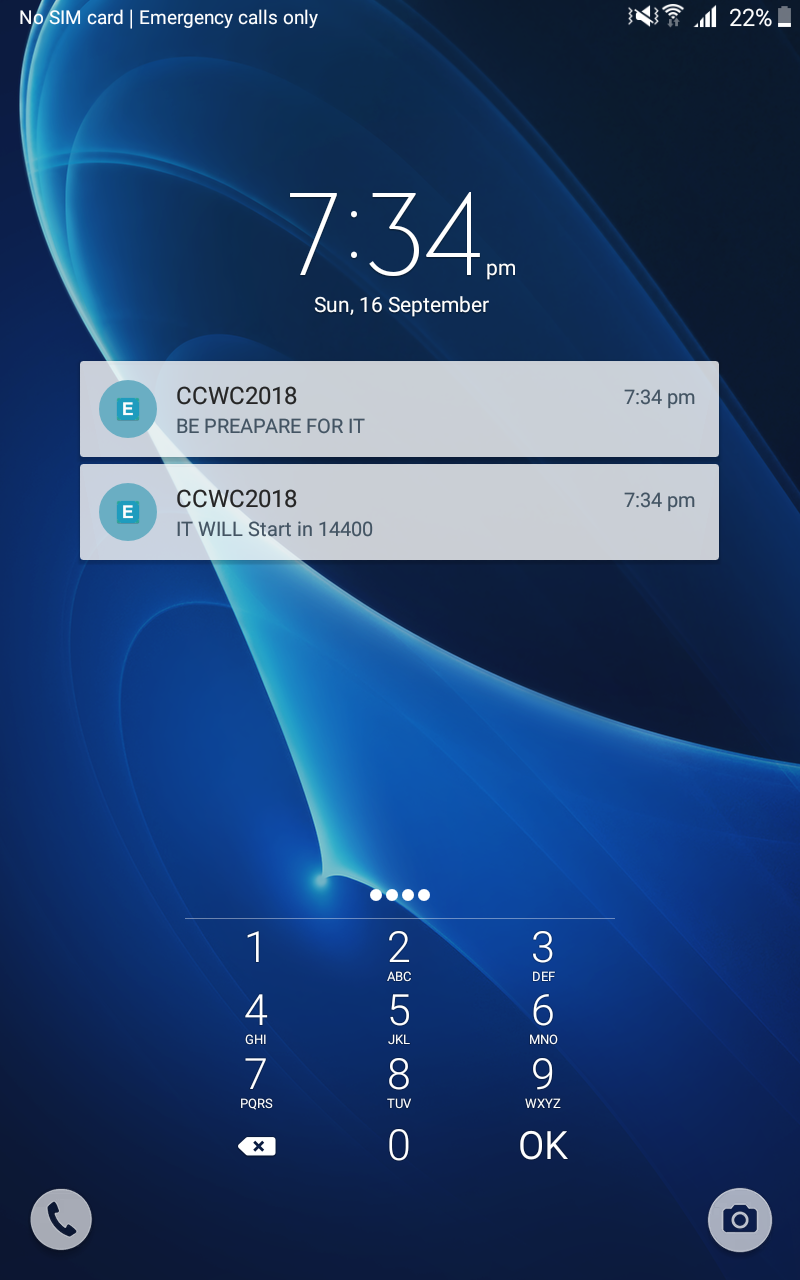 No SIM card | Emergency calls only 22%
7:34 pm
Sun, 16 September
E CCWC2018 7:34 pm
BE PREAPARE FOR IT
E CCWC2018 7:34 pm
IT WILL Start in 14400
1 2 3
ABC DEF
4 5 6
GHI JKL MNO
7 8 9
PQRS TUV WXYZ
0 OK